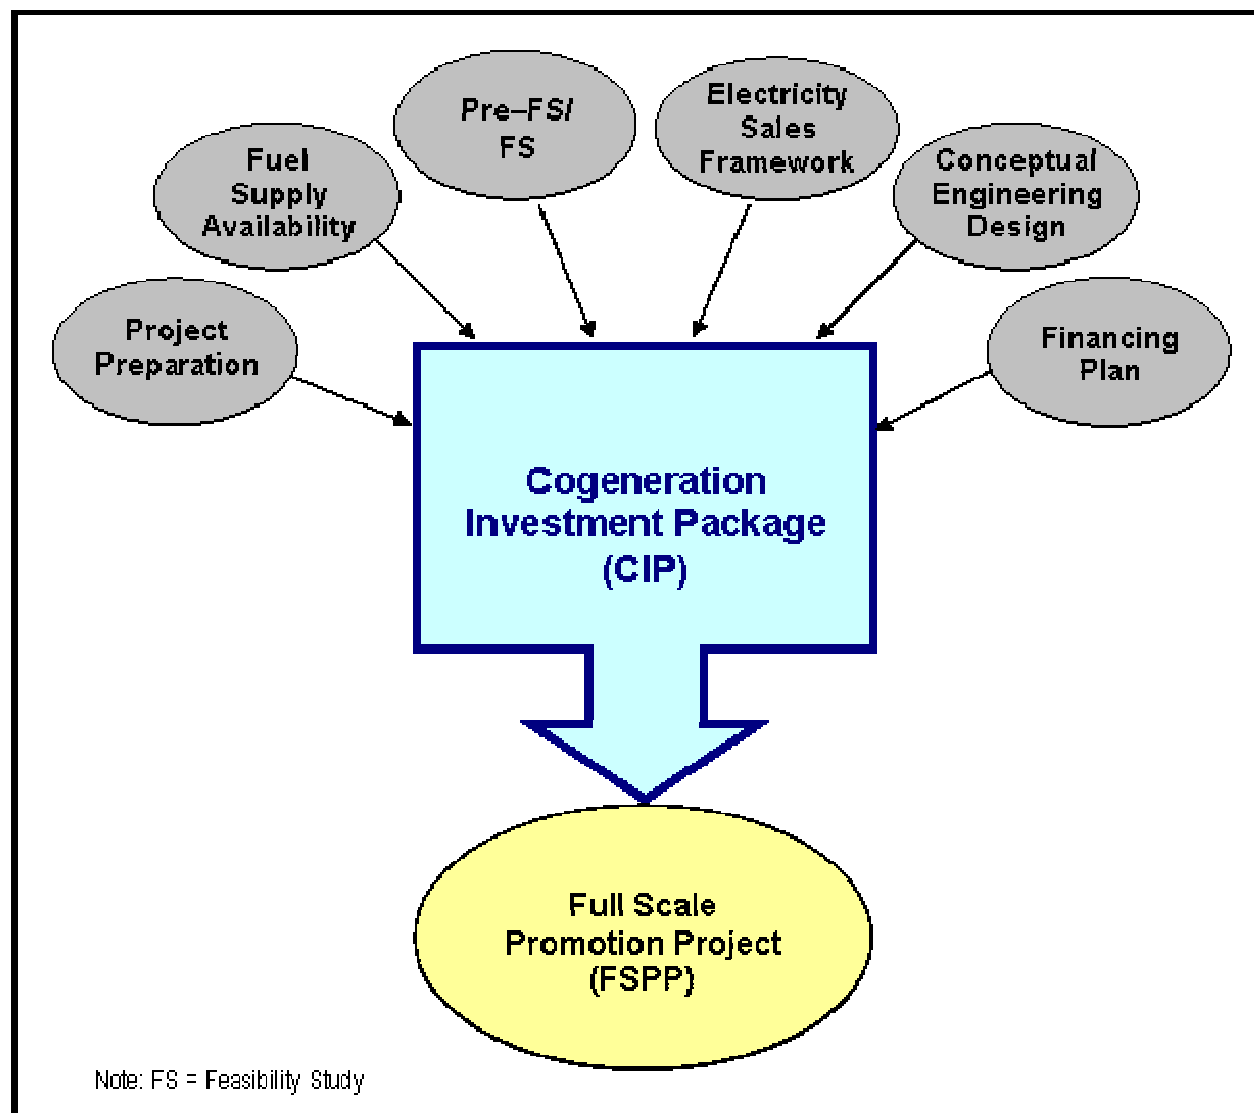 Project
Preparation
Fuel
Supply
Availability
Pre–FS/
FS
Electricity
Sales
Framework
Conceptual
Engineering
Design
Financing
Plan
Cogeneration
Investment Package
(CIP)
Full Scale
Promotion Project
(FSPP)
Note: FS = Feasibility Study